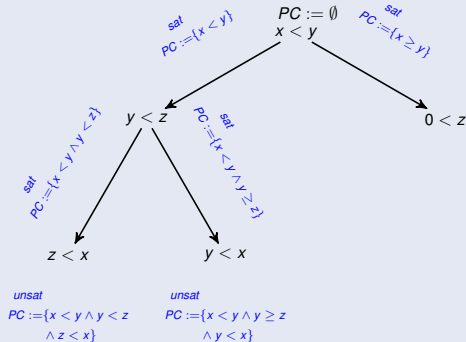 PC := ∅
x < y
sat
PC :={x < y}
sat
PC :={x ≥ y}
y < z
0 < z
sat
PC :={x < y ∧ y < z}
sat
PC :={x < y ∧ y ≥ z}
z < x
y < x
unsat
PC :={x < y ∧ y < z
∧ z < x}
unsat
PC :={x < y ∧ y ≥ z
∧ y < x}